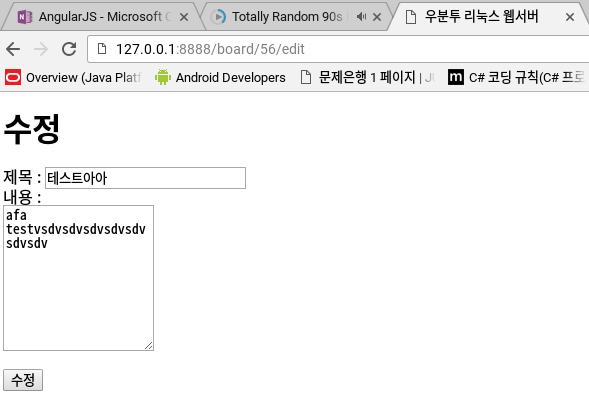 AngularJS - Microsoft
Totally Random 90s
우분투 리눅스 웹서버
127.0.0.1:8888/board/56/edit
Overview (Java Platf
Android Developers
문제은행 1 페이지 | JU
C# 코딩 규칙(C# 프로
수정
제목 : 테스트아아
내용 :
afa
testvsdvsdvsdvsdvsdv
sdvsdv
수정